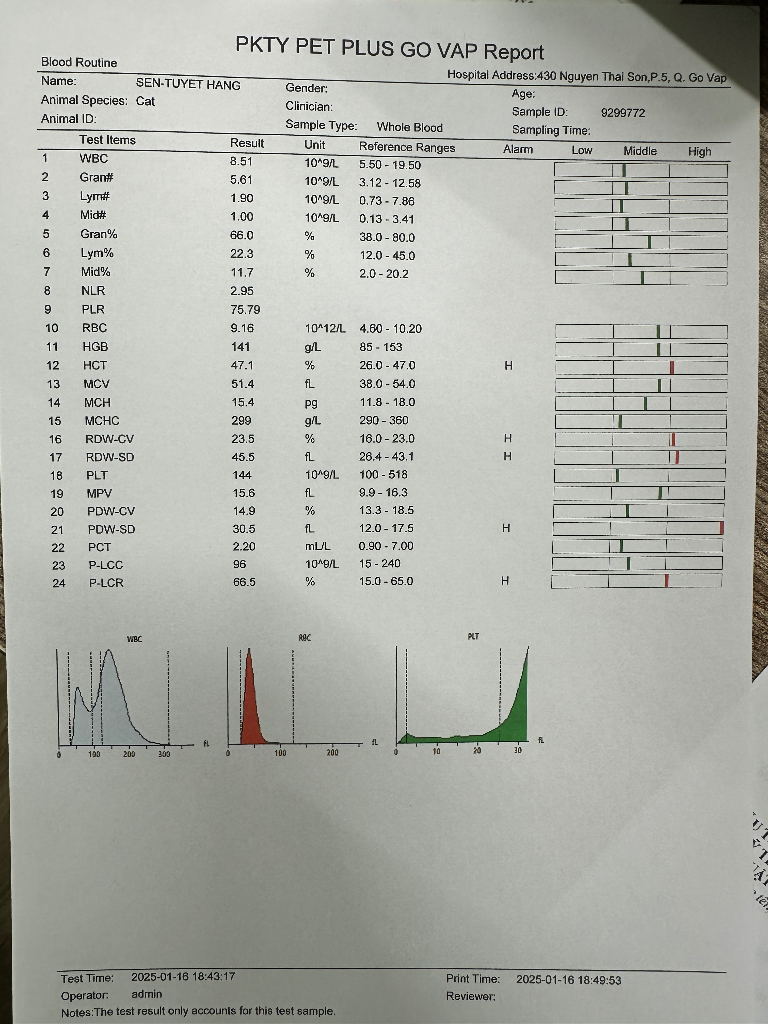 PKTY PET PLUS GO VAP Report
Blood Routine
Hospital Address:430 Nguyen Thai Son,P.5, Q. Go Vap
Name: SEN-TUYET HANG Gender: Age:
Animal Species: Cat Clinician: Sample ID: 9299772
Animal ID: Sample Type: Whole Blood Sampling Time:
Test Items Result Unit Reference Ranges Alarm Low Middle High
1 WBC 8.51 10^9/L 5.50 - 19.50
2 Gran# 5.61 10^9/L 3.12 - 12.58
3 Lym# 1.90 10^9/L 0.73 - 7.86
4 Mid# 1.00 10^9/L 0.13 - 3.41
5 Gran% 66.0 % 38.0 - 80.0
6 Lym% 22.3 % 12.0 - 45.0
7 Mid% 11.7 % 2.0 - 20.2
8 NLR 2.95
9 PLR 75.79
10 RBC 9.16 10^12/L 4.60 - 10.20
11 HGB 141 g/L 85 - 153
12 HCT 47.1 % 26.0 - 47.0 H
13 MCV 51.4 fL 38.0 - 54.0
14 MCH 15.4 pg 11.8 - 18.0
15 MCHC 299 g/L 290 - 360
16 RDW-CV 23.5 % 16.0 - 23.0 H
17 RDW-SD 45.5 fL 26.4 - 43.1 H
18 PLT 144 10^9/L 100 - 518
19 MPV 15.6 fL 9.9 - 16.3
20 PDW-CV 14.9 % 13.3 - 18.5
21 PDW-SD 30.5 fL 12.0 - 17.5 H
22 PCT 2.20 mL/L 0.90 - 7.00
23 P-LCC 96 10^9/L 15 - 240
24 P-LCR 66.5 % 15.0 - 65.0 H
WBC RBC PLT
0 100 200 300 fL 0 100 200 fL 0 10 20 30 fL
Test Time: 2025-01-16 18:43:17 Print Time: 2025-01-16 18:49:53
Operator: admin Reviewer:
Notes:The test result only accounts for this test sample.